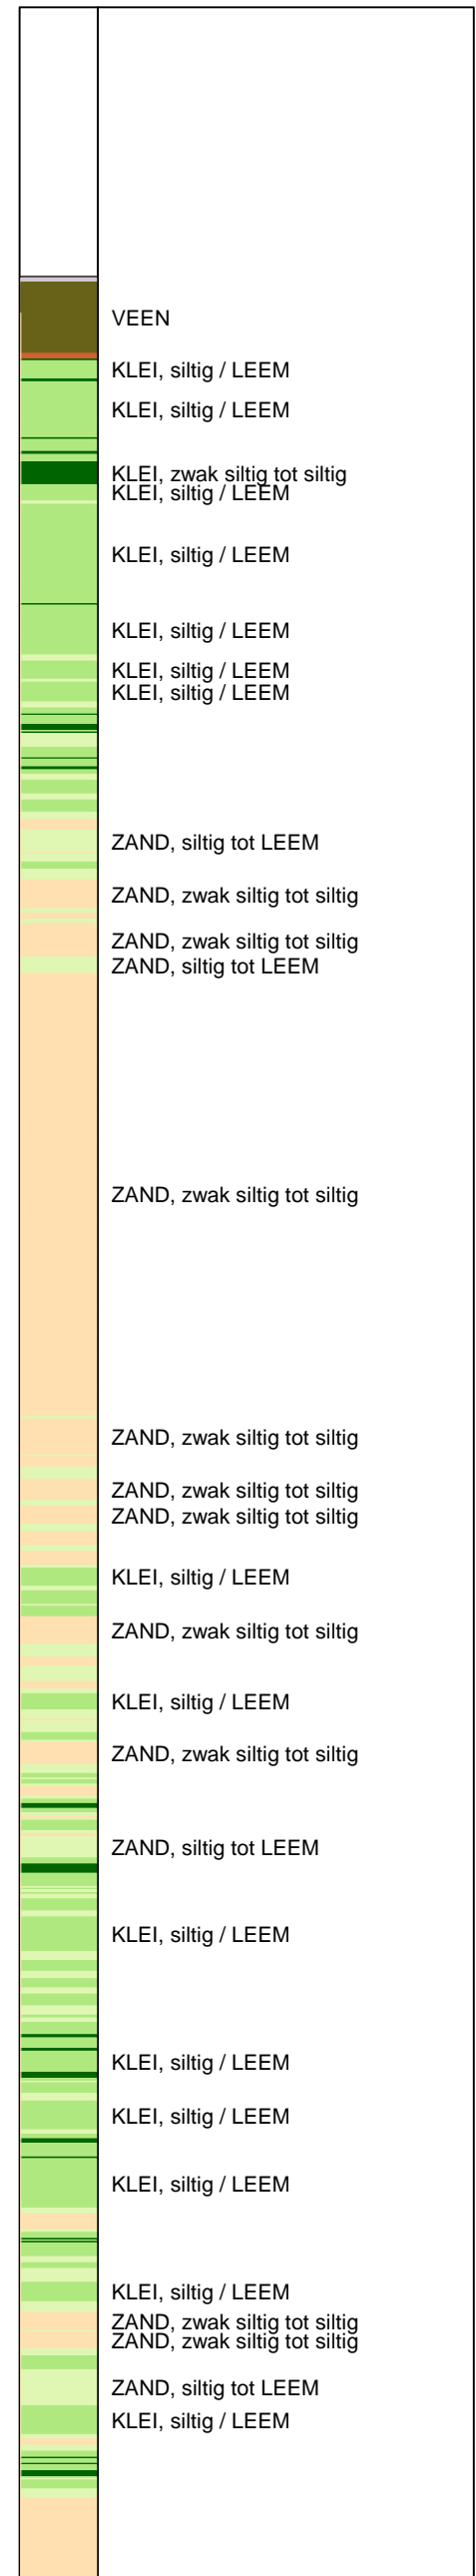 VEEN
KLEI, siltig / LEEM
KLEI, siltig / LEEM
KLEI, zwak siltig tot siltig
KLEI, siltig / LEEM
KLEI, siltig / LEEM
KLEI, siltig / LEEM
KLEI, siltig / LEEM
KLEI, siltig / LEEM
ZAND, siltig tot LEEM
ZAND, zwak siltig tot siltig
ZAND, zwak siltig tot siltig
ZAND, siltig tot LEEM
ZAND, zwak siltig tot siltig
ZAND, zwak siltig tot siltig
ZAND, zwak siltig tot siltig
ZAND, zwak siltig tot siltig
KLEI, siltig / LEEM
ZAND, zwak siltig tot siltig
KLEI, siltig / LEEM
ZAND, zwak siltig tot siltig
ZAND, siltig tot LEEM
KLEI, siltig / LEEM
KLEI, siltig / LEEM
KLEI, siltig / LEEM
KLEI, siltig / LEEM
KLEI, siltig / LEEM
ZAND, zwak siltig tot siltig
ZAND, zwak siltig tot siltig
ZAND, siltig tot LEEM
KLEI, siltig / LEEM